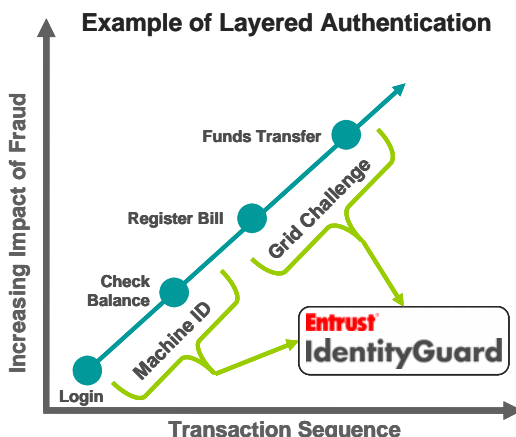 Example of Layered Authentication
Increasing Impact of Fraud
Funds Transfer
Register Bill
Grid Challenge
Check
Balance
Machine ID
Entrust®
IdentityGuard
Login
Transaction Sequence